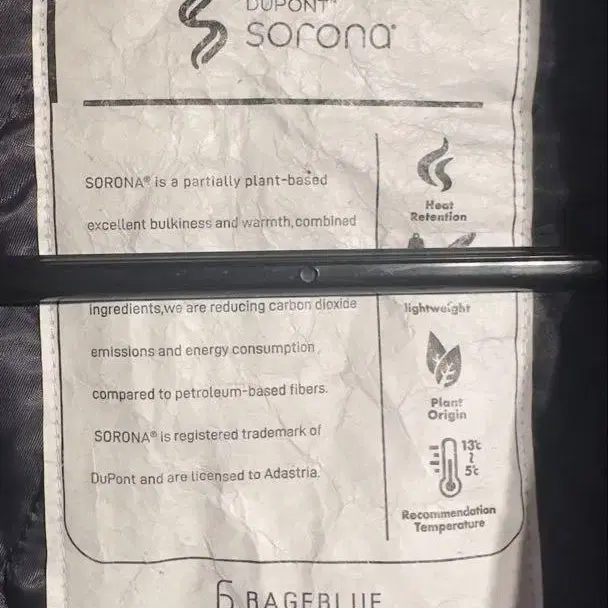 DUPONT™
sorona®
SORONA® is a partially plant-based
excellent bulkiness and warmth,combined
Ingredients,we are reducing carbon dioxide
emissions and energy consumption
compared to petroleum-based fibers.
SORONA® is registered trademark of
DuPont and are licensed to Adastria.
Heat
Retention
lightweight
Plant
Origin
13℃
≀
5℃
Recommendation
Temperature
RAGEBLUE